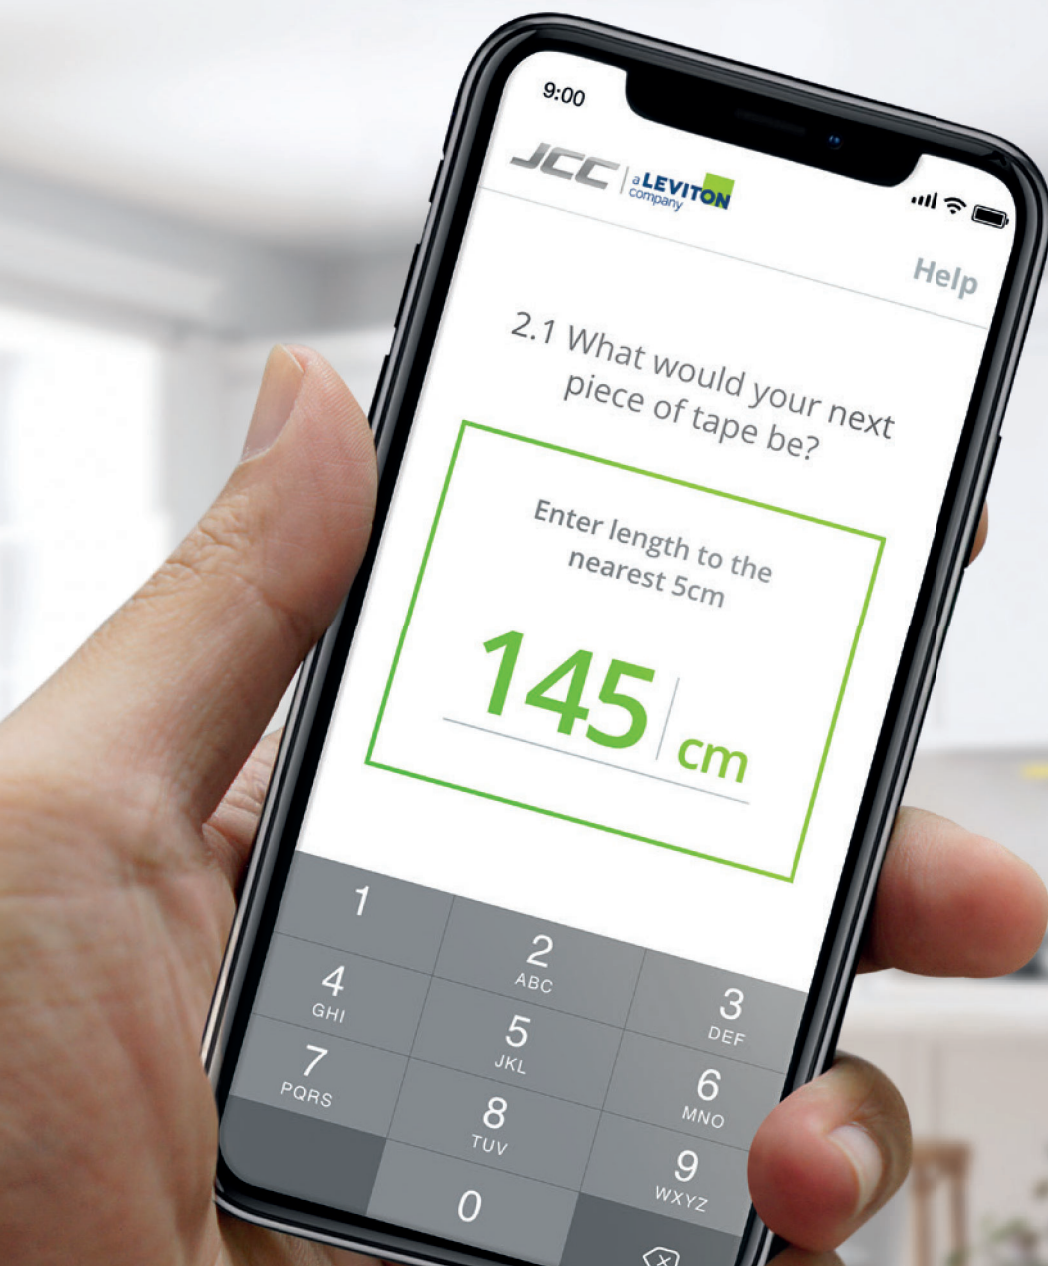 9:00
JCC | a LEVITON
company
Help
2.1 What would your next
piece of tape be?
Enter length to the
nearest 5cm
145 cm
1
2
ABC
3
DEF
4
GHI
5
JKL
6
MNO
7
PQRS
8
TUV
9
WXYZ
0